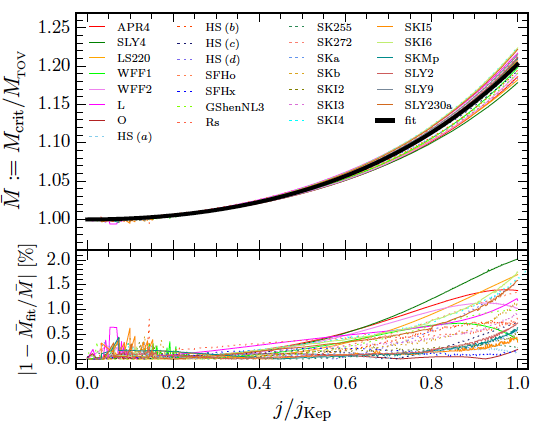 APR4 HS (b) SK255 SKI5
SLY4 HS (c) SK272 SKI6
LS220 HS (d) SKa SKMp
WFF1 SFHo SKb SLY2
WFF2 SFHx SKI2 SLY9
L GShenNL3 SKI3 SLY230a
O Rs SKI4 fit
HS (a)
M̄ := M_crit/M_TOV
1.25
1.20
1.15
1.10
1.05
1.00
|1 − M̄_fit/M̄| [%]
2.0
1.5
1.0
0.5
0.0
0.0 0.2 0.4 0.6 0.8 1.0
j/j_Kep